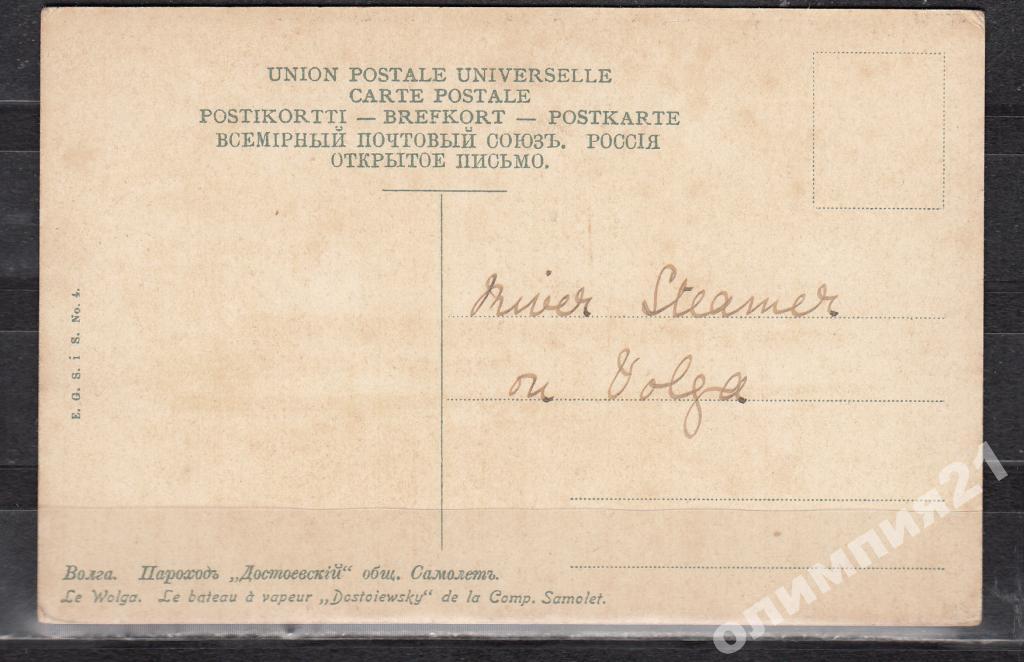 UNION POSTALE UNIVERSELLE
CARTE POSTALE
POSTIKORTTI — BREFKORT — POSTKARTE
ВСЕМІРНЫЙ ПОЧТОВЫЙ СОЮЗЪ. РОССІЯ
ОТКРЫТОЕ ПИСЬМО.
River Steamer
on Volga
E. G. S. i S. No. 4.
Волга. Пароходъ „Достоевскій“ общ. Самолетъ.
Le Wolga. Le bateau à vapeur „Dostoiewsky“ de la Comp. Samolet.
олимпия21